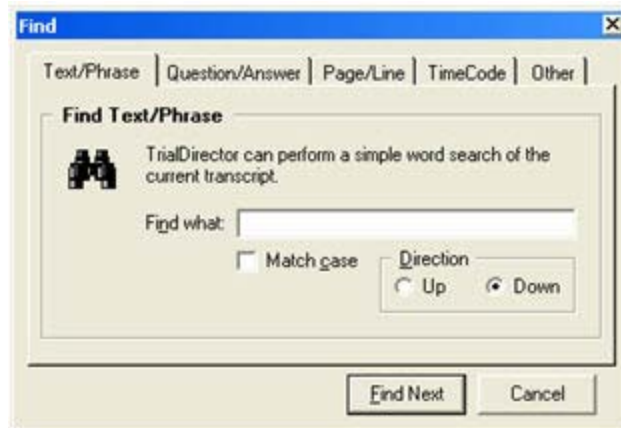 Find
Text/Phrase Question/Answer Page/Line TimeCode Other
Find Text/Phrase
TrialDirector can perform a simple word search of the
current transcript.
Find what:
Match case
Direction
Up Down
Find Next Cancel